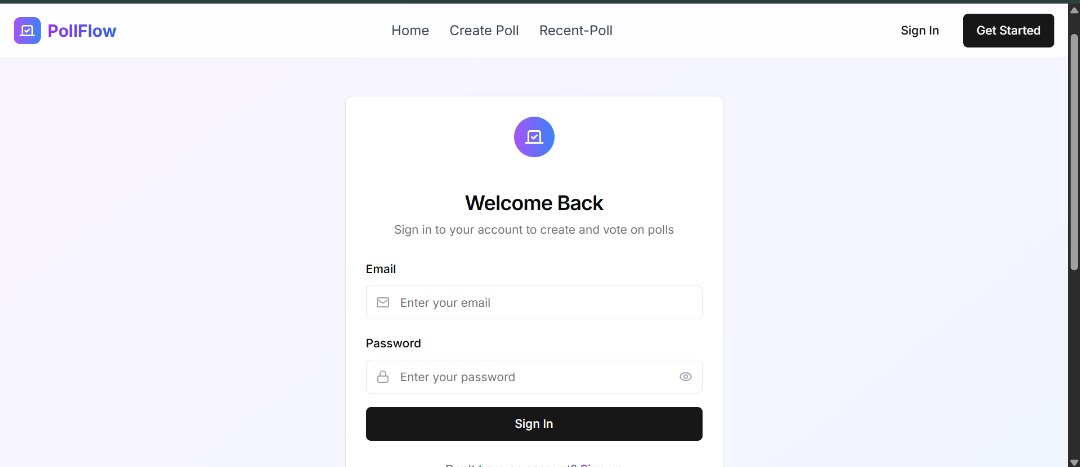 PollFlow
Home Create Poll Recent-Poll
Sign In
Get Started
Welcome Back
Sign in to your account to create and vote on polls
Email
Enter your email
Password
Enter your password
Sign In